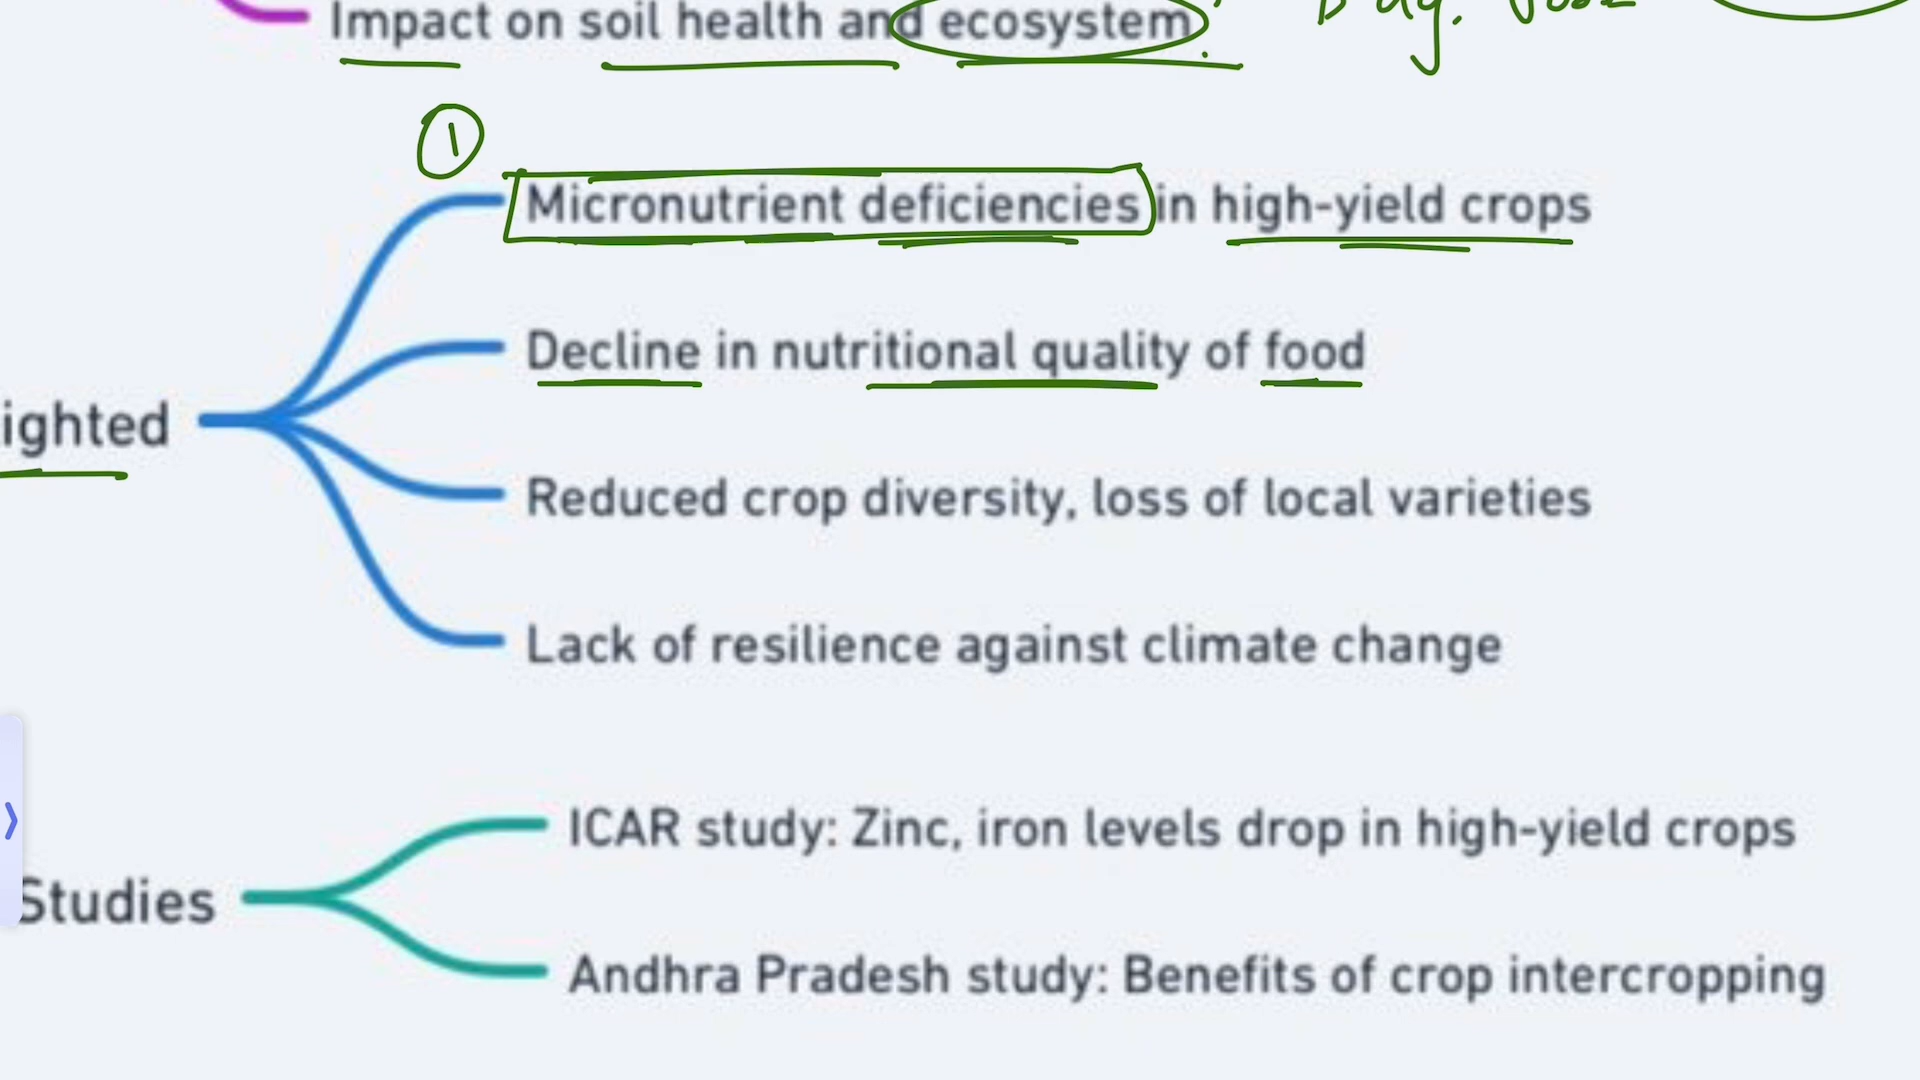 Impact on soil health and ecosystem
1
Micronutrient deficiencies in high-yield crops
Decline in nutritional quality of food
ighted
Reduced crop diversity, loss of local varieties
Lack of resilience against climate change
ICAR study: Zinc, iron levels drop in high-yield crops
Studies
Andhra Pradesh study: Benefits of crop intercropping